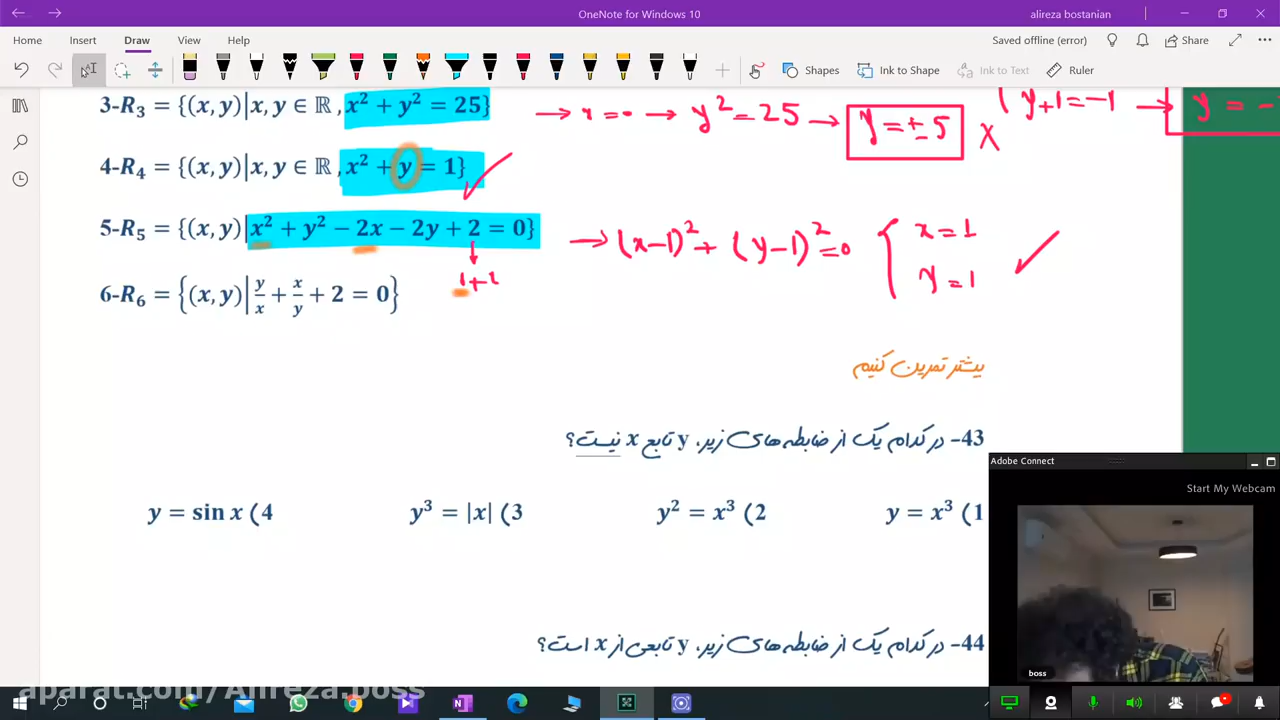 OneNote for Windows 10
alireza bostanian
Home Insert Draw View Help
Saved offline (error)
Share
Shapes
Ink to Shape
Ink to Text
Ruler
3-R₃ = {(x, y)|x, y ∈ ℝ , x² + y² = 25}
→ x=0 → y² = 25 → y = ±5 ×
y+1=-1 → y = -
4-R₄ = {(x, y)|x, y ∈ ℝ , x² + y = 1}
5-R₅ = {(x, y)|x² + y² − 2x − 2y + 2 = 0}
→ (x-1)² + (y-1)² = 0 { x=1
y=1
1+1
6-R₆ = {(x, y)|y/x + x/y + 2 = 0}
بیشتر تمرین کنیم
43- در کدام یک از ضابطه های زیر، y تابع x نیست؟
y = x³ (1
y² = x³ (2
y³ = |x| (3
y = sin x (4
44- در کدام یک از ضابطه های زیر، y تابعی از x است؟
Adobe Connect
Start My Webcam
boss
aparat.com/Alireza.boss